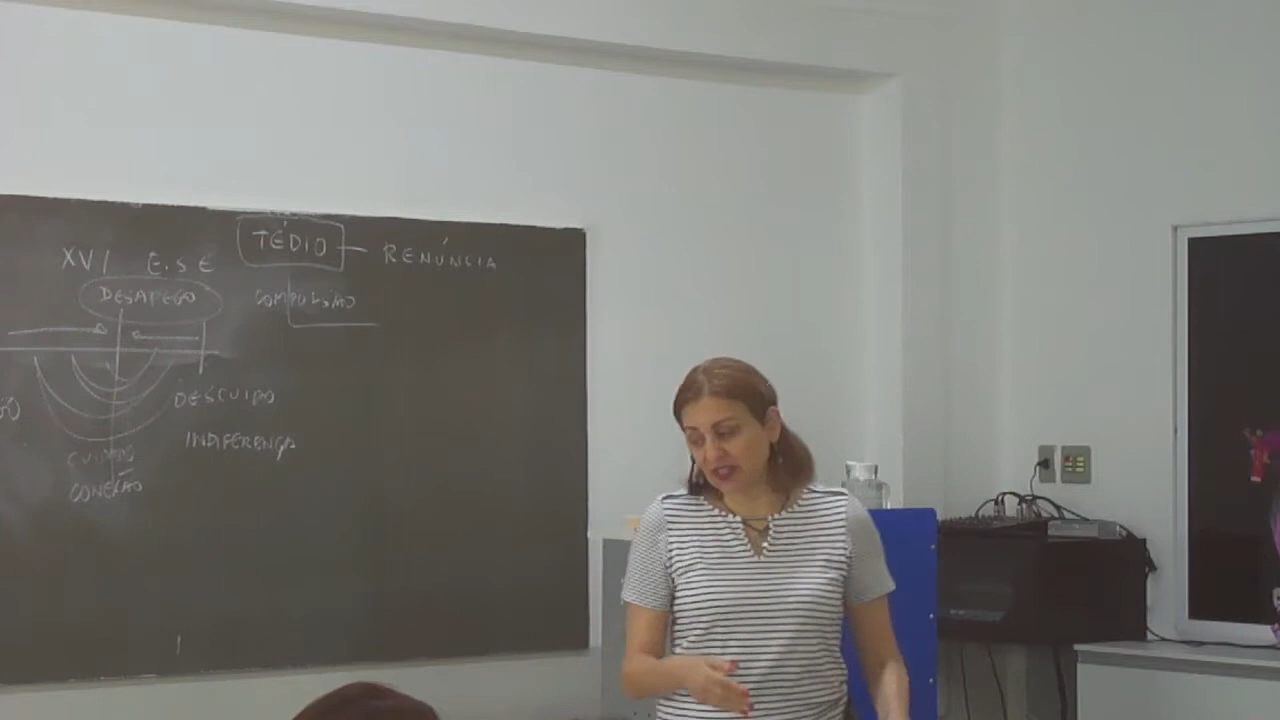 TÉDIO — RENÚNCIA
XVI E.S.E
DESAPEGO
COMPULSÃO
DESCUIDO
INDIFERENÇA
CUIDADO
CONEXÃO